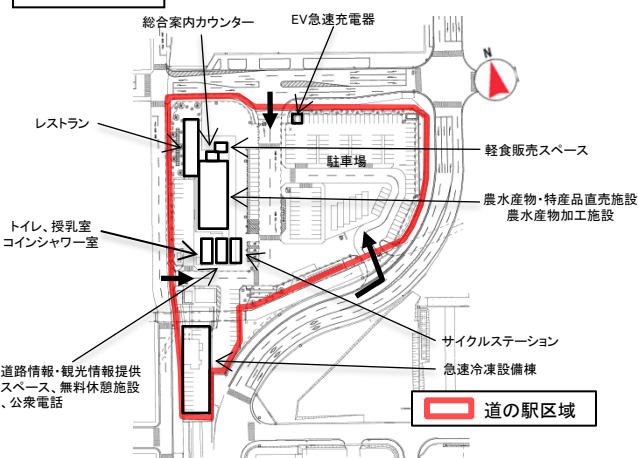 総合案内カウンター
EV急速充電器
N
レストラン
軽食販売スペース
駐車場
農水産物・特産品直売施設
農水産物加工施設
トイレ、授乳室
コインシャワー室
サイクルステーション
道路情報・観光情報提供
スペース、無料休憩施設
、公衆電話
急速冷凍設備棟
道の駅区域